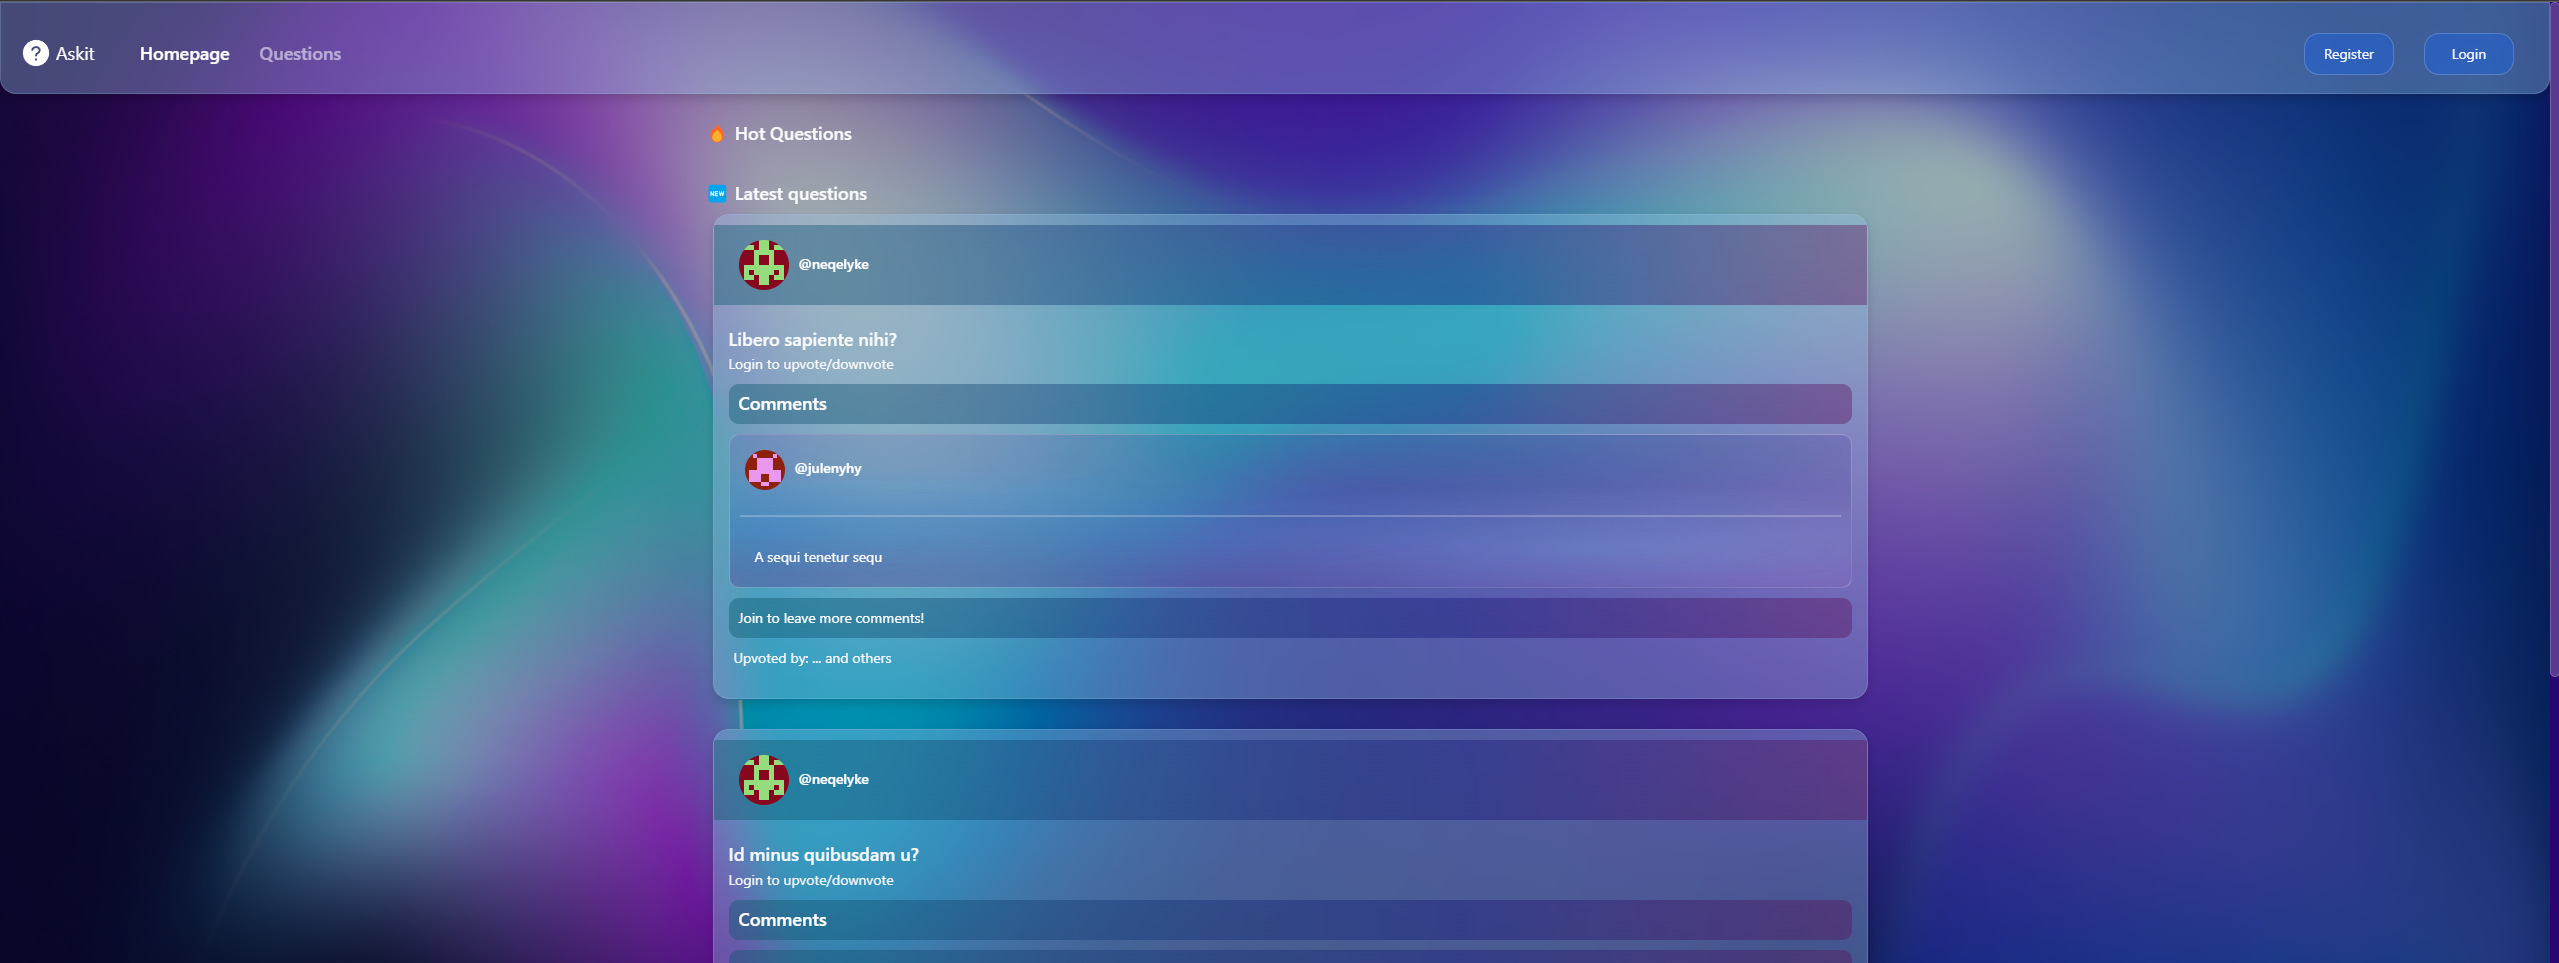 Askit Homepage Questions Register Login
Hot Questions
NEW Latest questions
@neqelyke
Libero sapiente nihi?
Login to upvote/downvote
Comments
@julenyhy
A sequi tenetur sequ
Join to leave more comments!
Upvoted by: ... and others
@neqelyke
Id minus quibusdam u?
Login to upvote/downvote
Comments